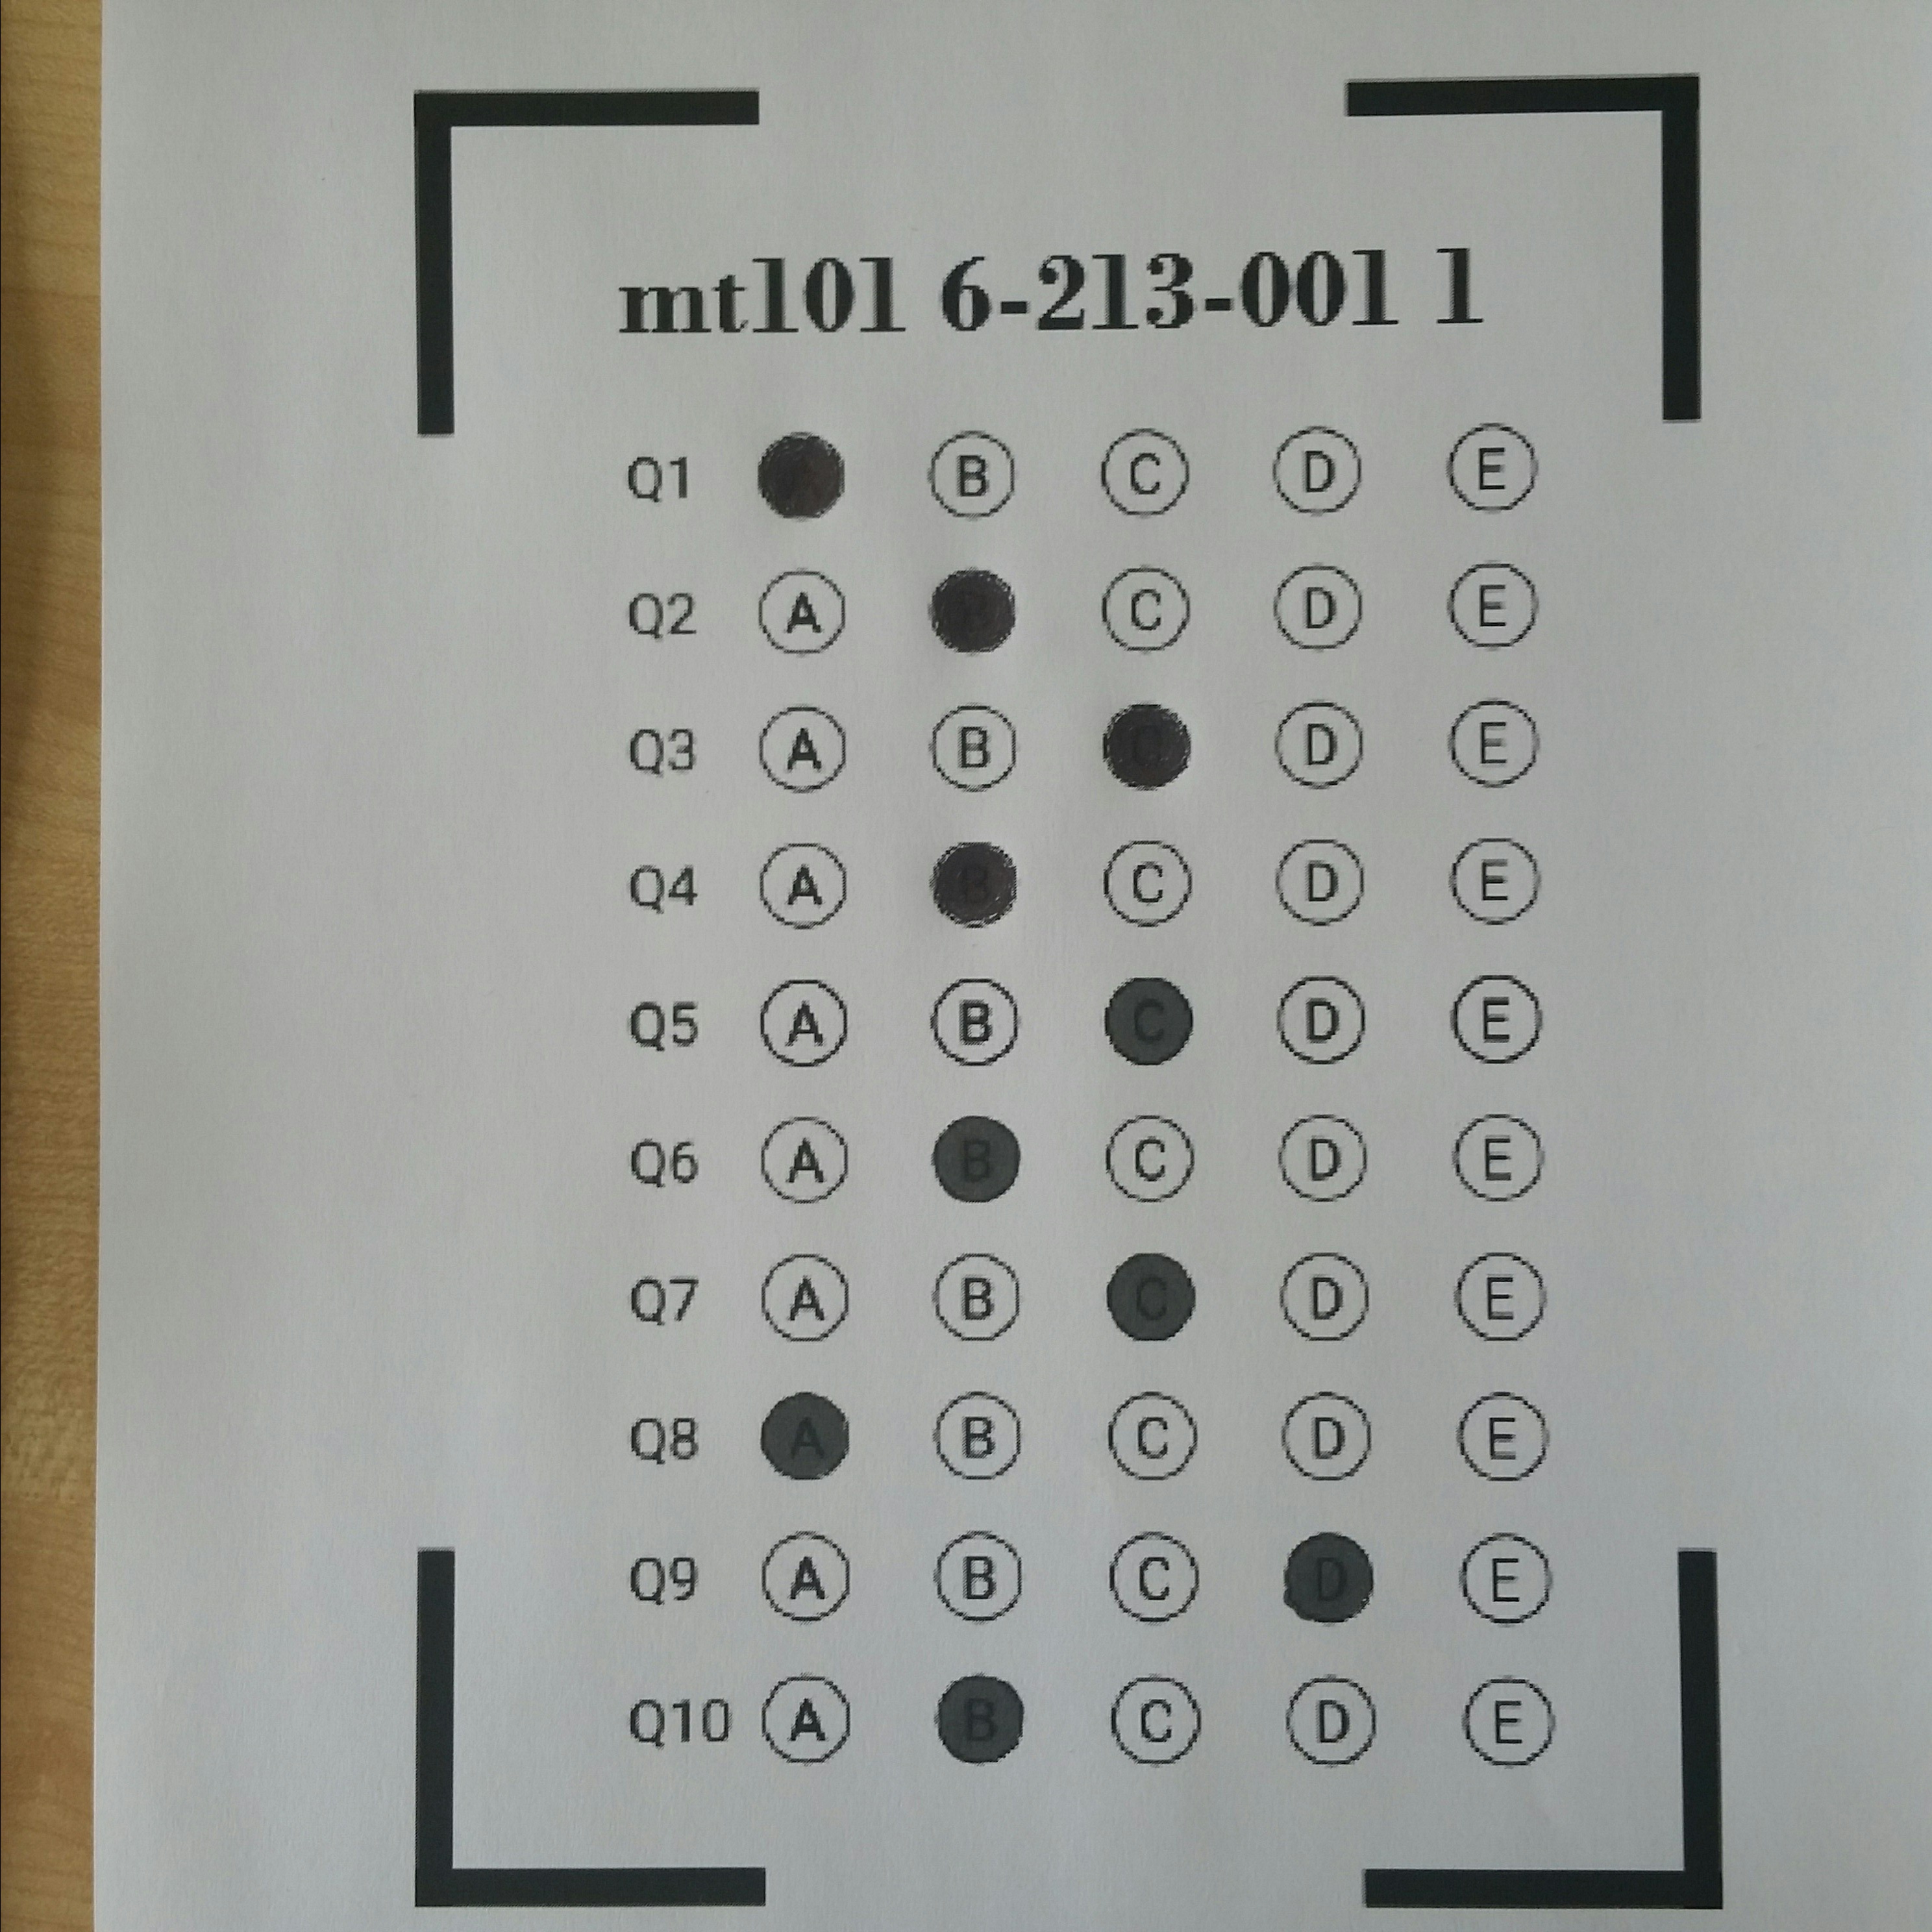 mt101 6-213-001 1
Q1 B C D E
Q2 A B C D E
Q3 A B C D E
Q4 A B C D E
Q5 A B C D E
Q6 A B C D E
Q7 A B C D E
Q8 A B C D E
Q9 A B C D E
Q10 A B C D E